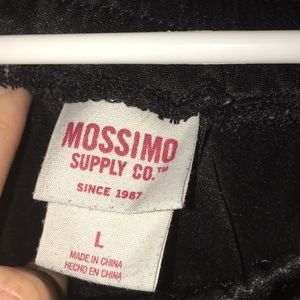 MOSSIMO
SUPPLY CO.™
SINCE 1987
L
MADE IN CHINA
HECHO EN CHINA